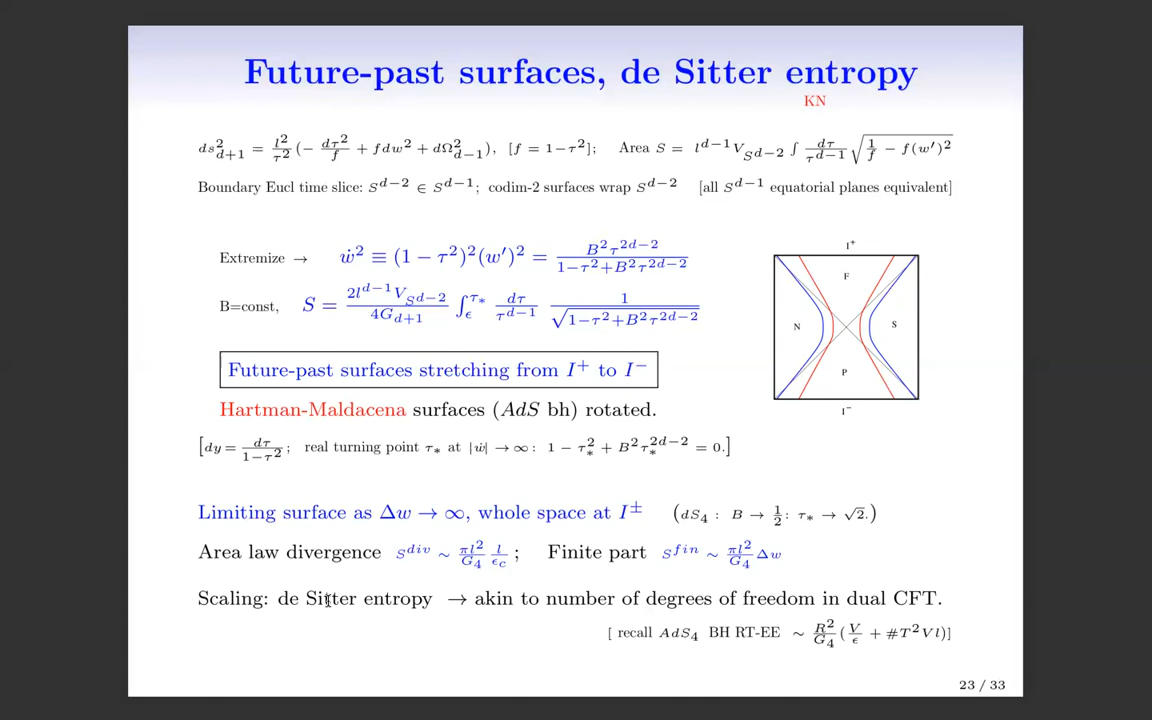 Future-past surfaces, de Sitter entropy
KN
ds²_{d+1} = l²/τ² (− dτ²/f + fdw² + dΩ²_{d−1}), [f = 1−τ²]; Area S = l^{d−1}V_{S^{d−2}} ∫ dτ/τ^{d−1} √(1/f − f(w′)²)
Boundary Eucl time slice: S^{d−2} ∈ S^{d−1}; codim-2 surfaces wrap S^{d−2} [all S^{d−1} equatorial planes equivalent]
Extremize → ẇ² ≡ (1 − τ²)²(w′)² = B²τ^{2d−2}/(1−τ²+B²τ^{2d−2})
B=const, S = 2l^{d−1}V_{S^{d−2}}/4G_{d+1} ∫_ϵ^{τ_*} dτ/τ^{d−1} 1/√(1−τ²+B²τ^{2d−2})
I⁺
F
N
S
P
I⁻
Future-past surfaces stretching from I⁺ to I⁻
Hartman-Maldacena surfaces (AdS bh) rotated.
[dy = dτ/(1−τ²); real turning point τ_* at |ẇ| → ∞: 1 − τ_*² + B²τ_*^{2d−2} = 0.]
Limiting surface as Δw → ∞, whole space at I^± (dS₄ : B → 1/2 : τ_* → √2.)
Area law divergence S^{div} ∼ πl²/G₄ l/ϵ_c ; Finite part S^{fin} ∼ πl²/G₄ Δw
Scaling: de Sitter entropy → akin to number of degrees of freedom in dual CFT.
[ recall AdS₄ BH RT-EE ∼ R²/G₄ (V/ϵ + #T²Vl)]
23 / 33